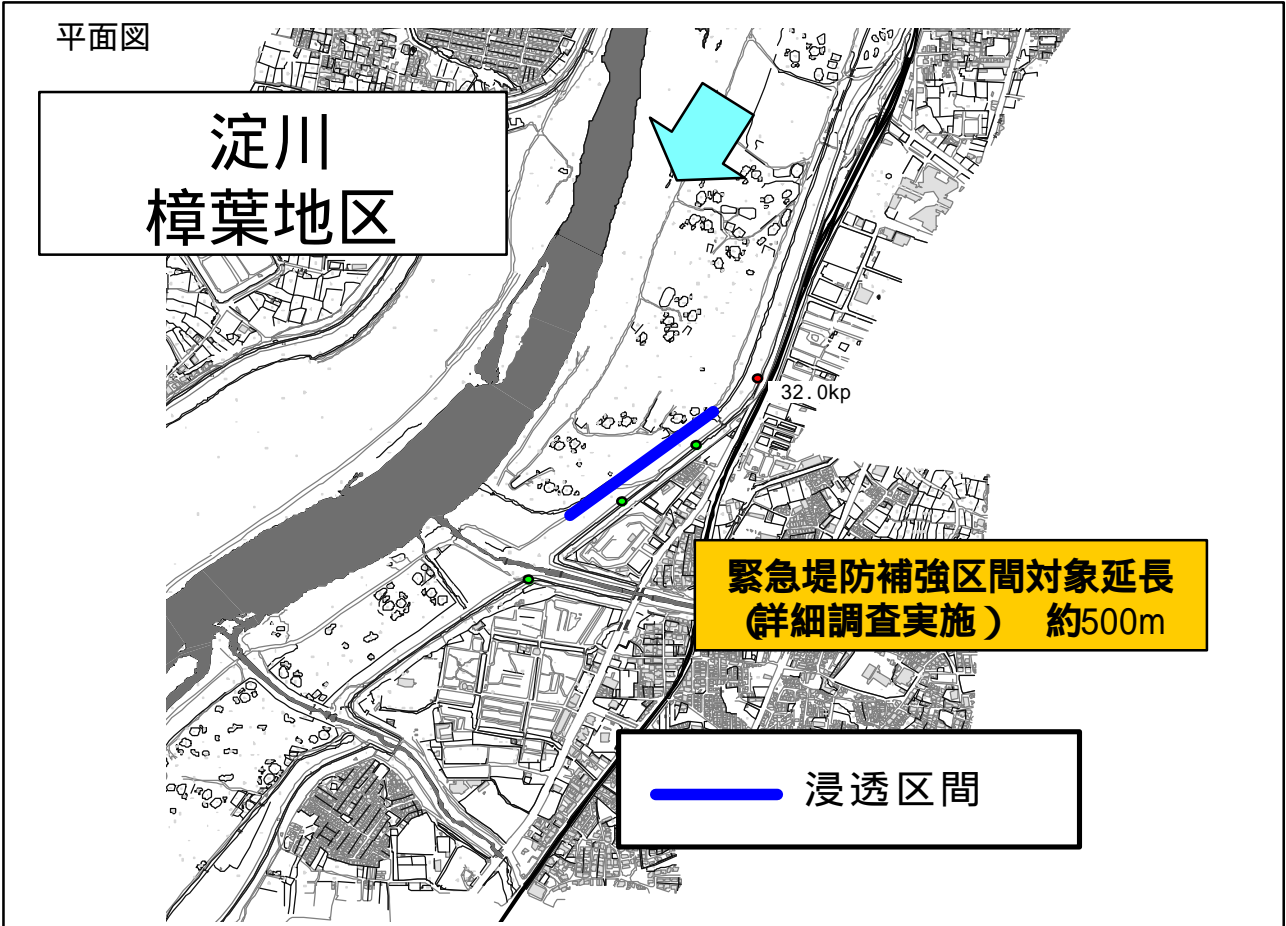 平面図
淀川
樟葉地区
32.0kp
緊急堤防補強区間対象延長
(詳細調査実施) 約500m
浸透区間